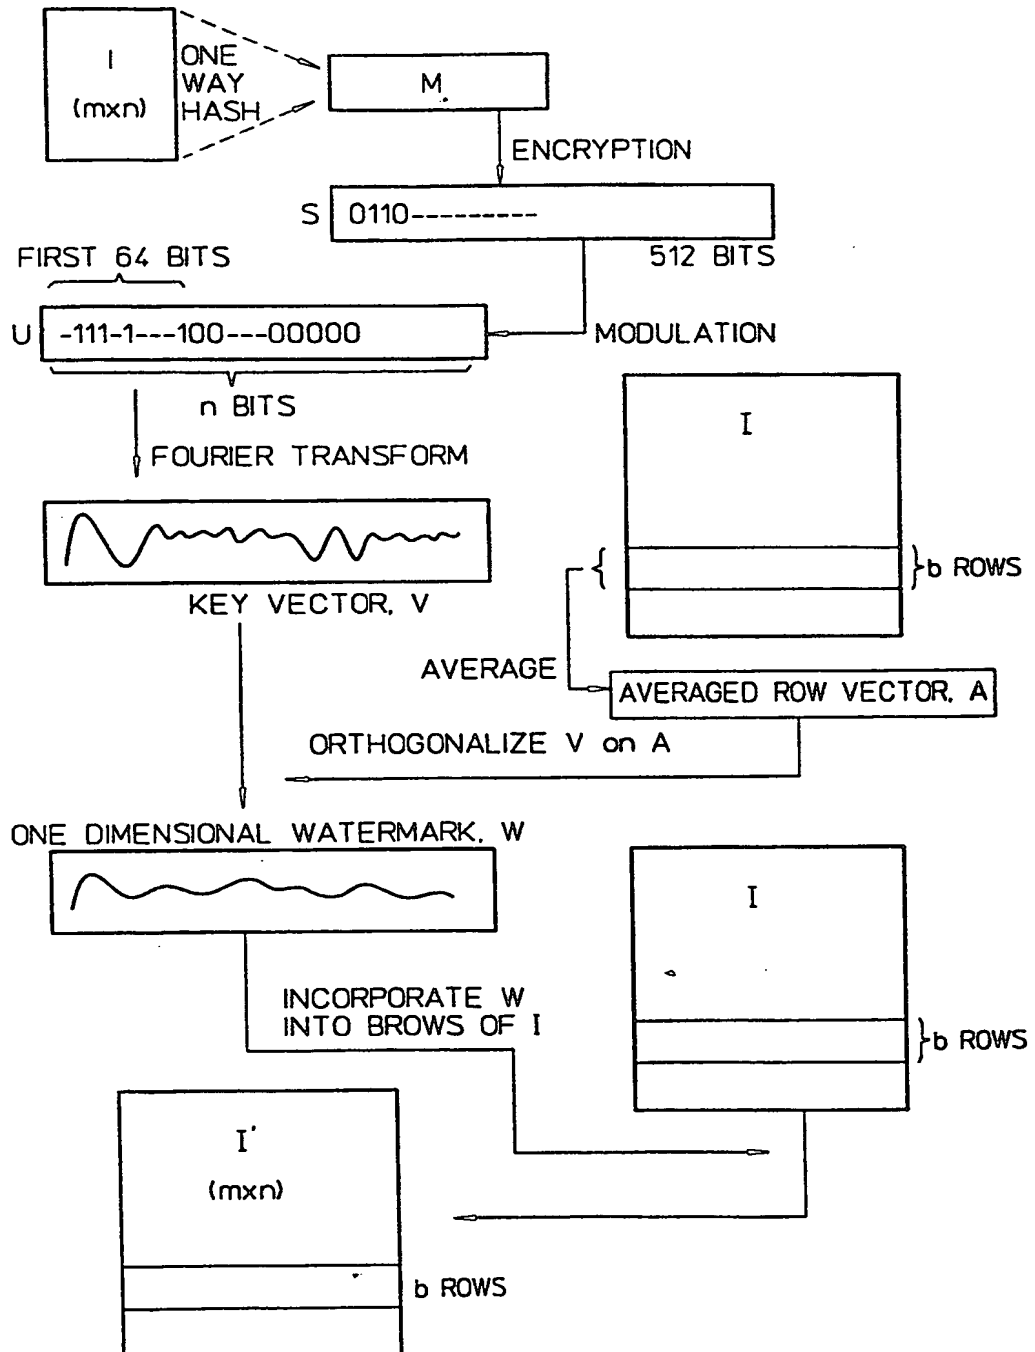 I
(mxn)
ONE
WAY
HASH
M
ENCRYPTION
S
0110---------
512 BITS
FIRST 64 BITS
U
-111-1---100---00000
MODULATION
n BITS
I
FOURIER TRANSFORM
b ROWS
KEY VECTOR, V
AVERAGE
AVERAGED ROW VECTOR, A
ORTHOGONALIZE V on A
ONE DIMENSIONAL WATERMARK, W
I
INCORPORATE W
INTO BROWS OF I
b ROWS
I'
(mxn)
b ROWS